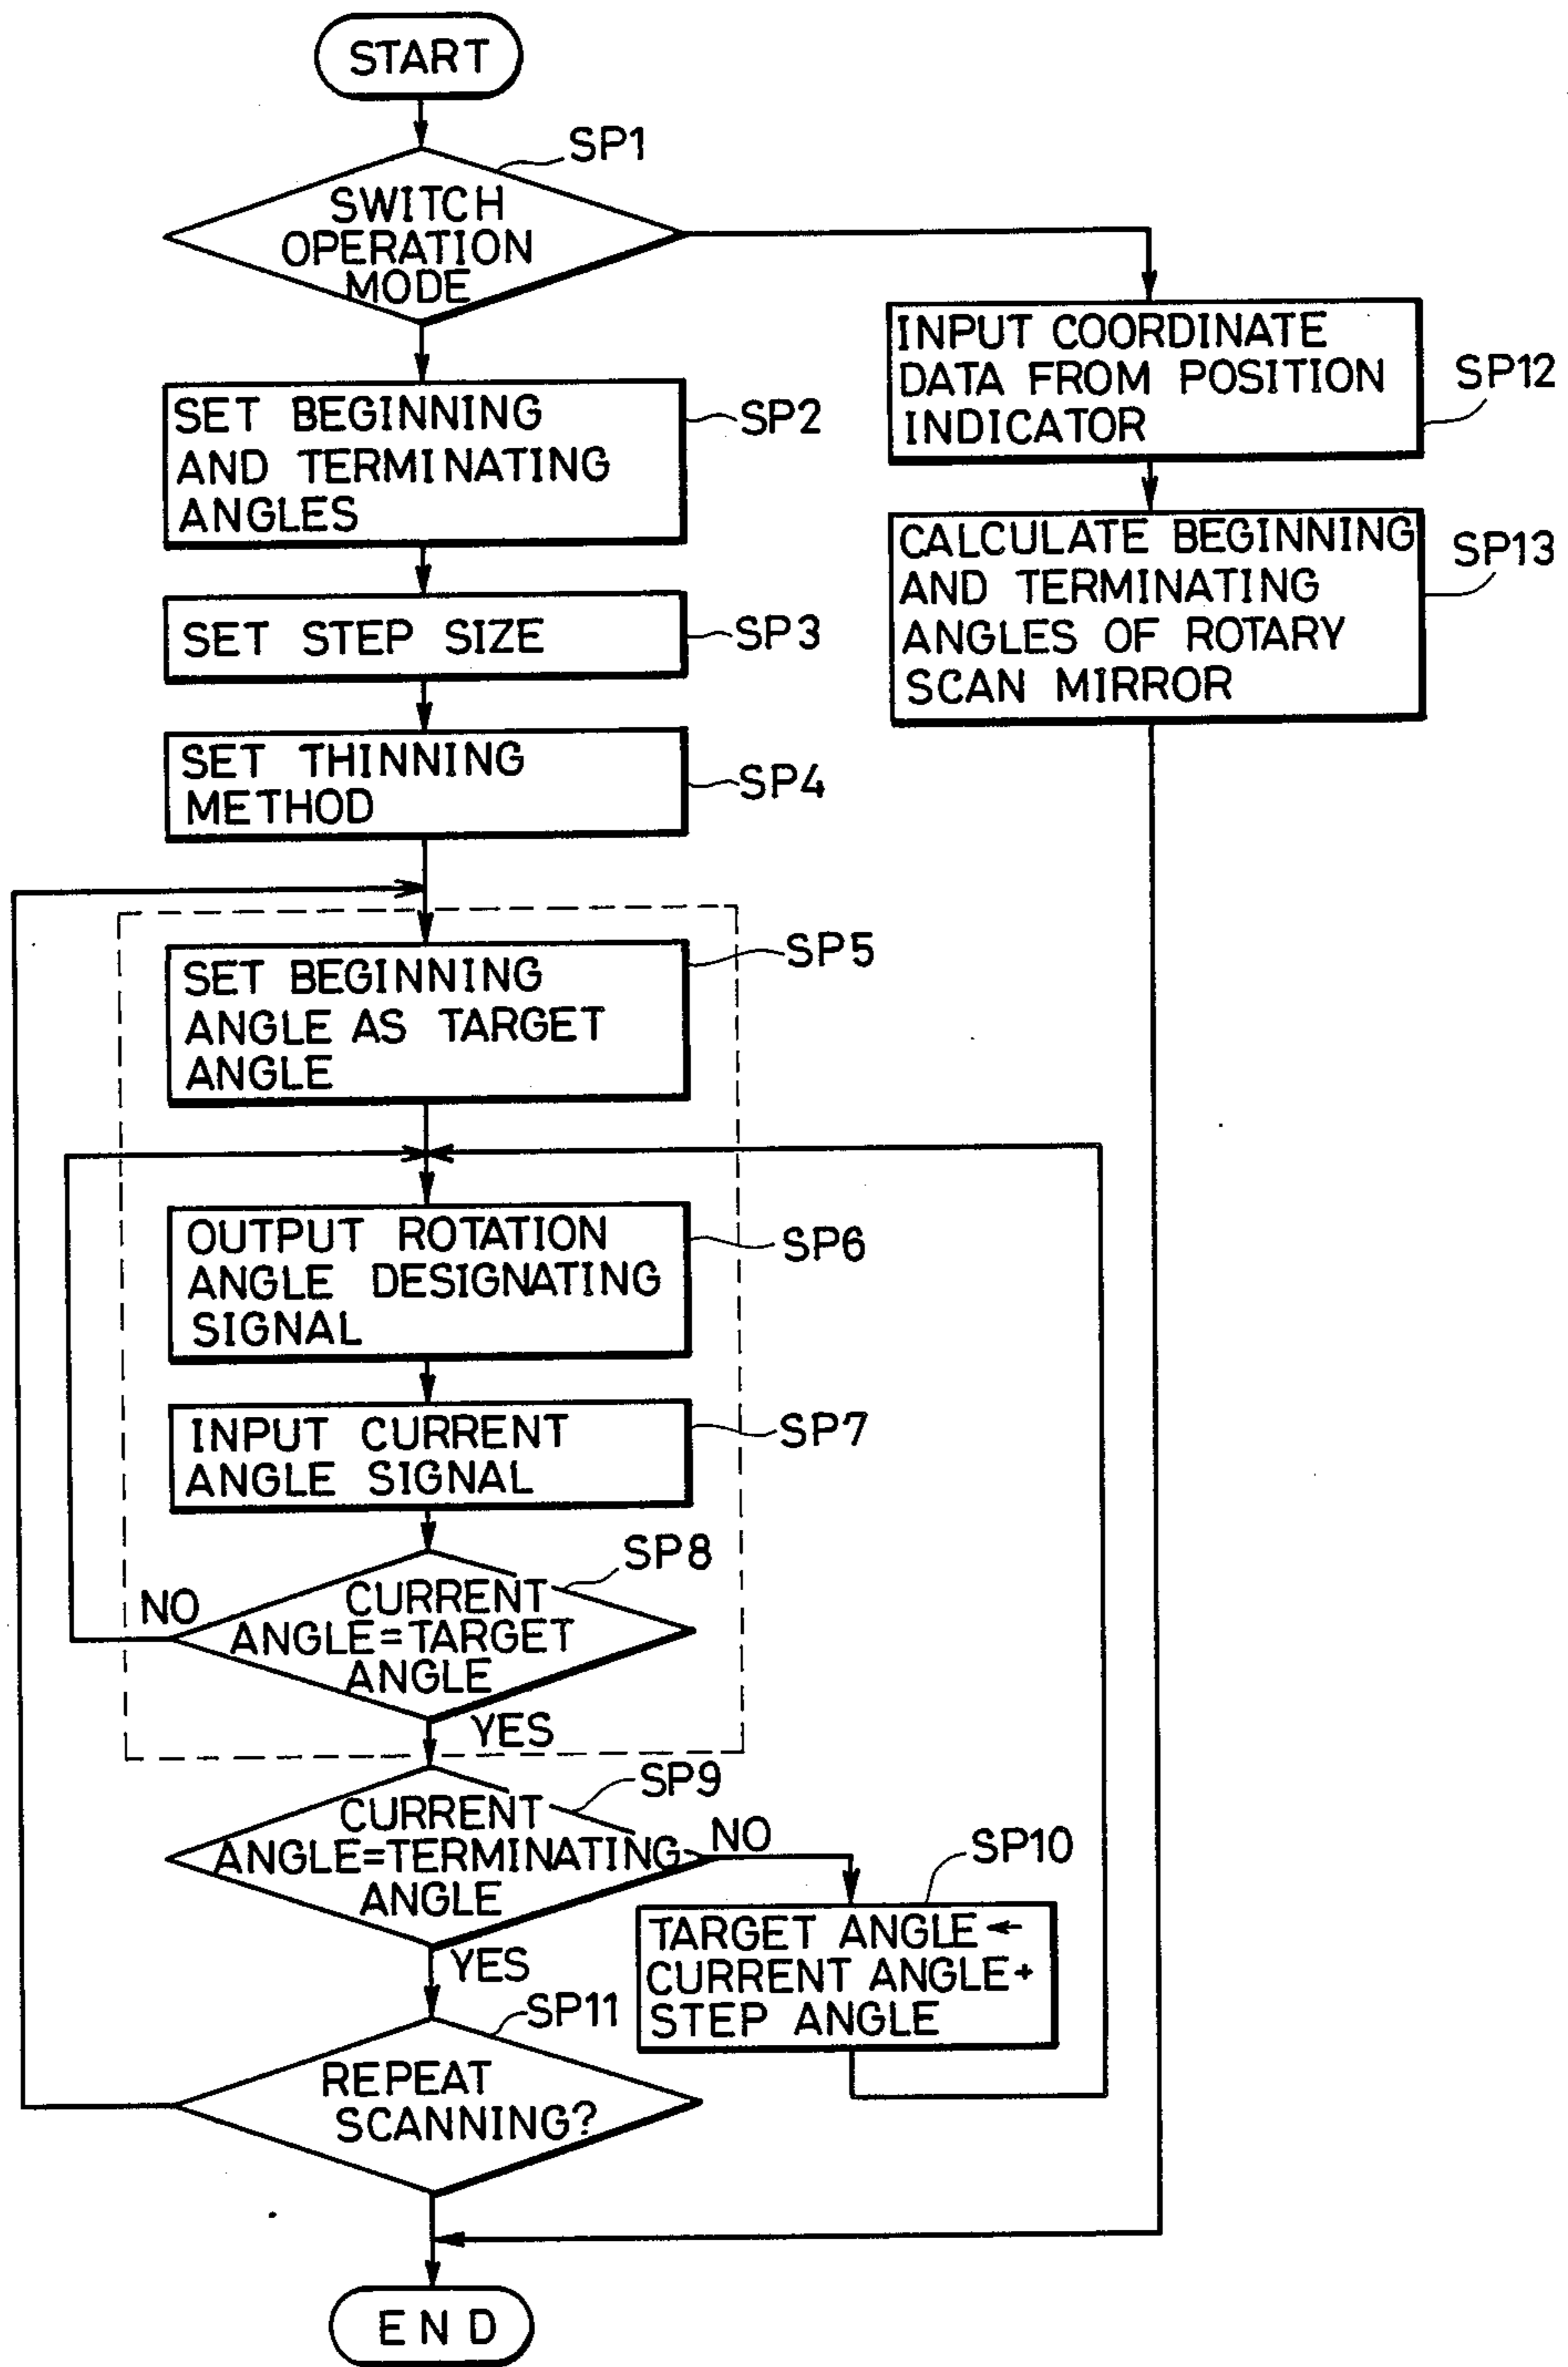 START
SP1
SWITCH
OPERATION
MODE
SET BEGINNING
AND TERMINATING
ANGLES
SP2
SET STEP SIZE
SP3
SET THINNING
METHOD
SP4
SET BEGINNING
ANGLE AS TARGET
ANGLE
SP5
OUTPUT ROTATION
ANGLE DESIGNATING
SIGNAL
SP6
INPUT CURRENT
ANGLE SIGNAL
SP7
SP8
CURRENT
ANGLE=TARGET
ANGLE
NO
YES
SP9
CURRENT
ANGLE=TERMINATING
ANGLE
NO
YES
SP10
TARGET ANGLE ←
CURRENT ANGLE+
STEP ANGLE
SP11
REPEAT
SCANNING?
INPUT COORDINATE
DATA FROM POSITION
INDICATOR
SP12
CALCULATE BEGINNING
AND TERMINATING
ANGLES OF ROTARY
SCAN MIRROR
SP13
END